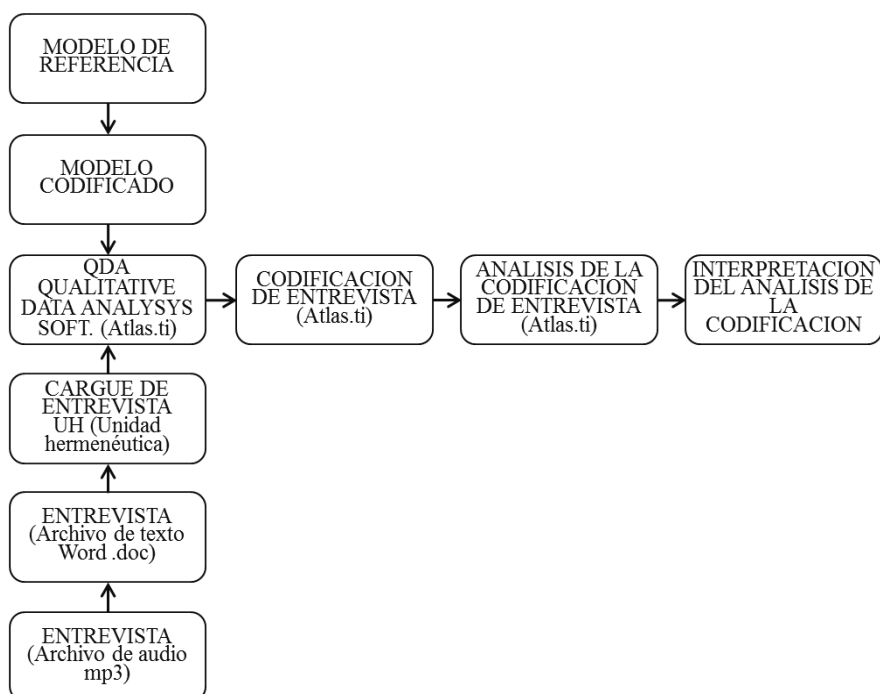 MODELO DE
REFERENCIA
MODELO
CODIFICADO
QDA
QUALITATIVE
DATA ANALYSYS
SOFT. (Atlas.ti)
CODIFICACION
DE ENTREVISTA
(Atlas.ti)
ANALISIS DE LA
CODIFICACION
DE ENTREVISTA
(Atlas.ti)
INTERPRETACION
DEL ANALISIS DE
LA
CODIFICACION
CARGUE DE
ENTREVISTA
UH (Unidad
hermenéutica)
ENTREVISTA
(Archivo de texto
Word .doc)
ENTREVISTA
(Archivo de audio
mp3)